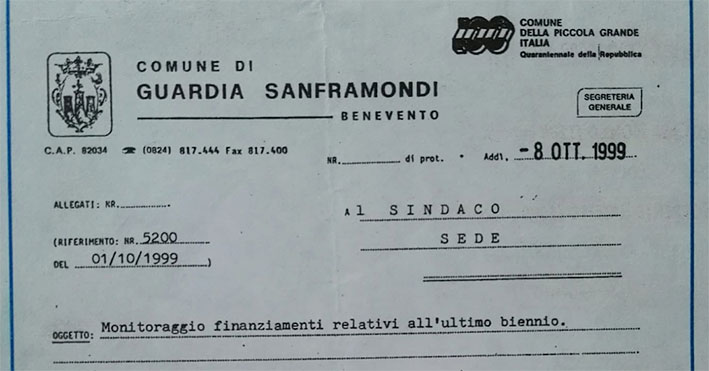 COMUNE
DELLA PICCOLA GRANDE
ITALIA
Quarantennale della Repubblica
COMUNE DI
GUARDIA SANFRAMONDI
BENEVENTO
SEGRETERIA
GENERALE
C.A.P. 82034 ☎ (0824) 817.444 Fax 817.400
NR. di prot. • Addì, -8 OTT. 1999
ALLEGATI: NR.
Al SINDACO
(RIFERIMENTO: NR. 5200
SEDE
DEL 01/10/1999 )
OGGETTO: Monitoraggio finanziamenti relativi all'ultimo biennio.